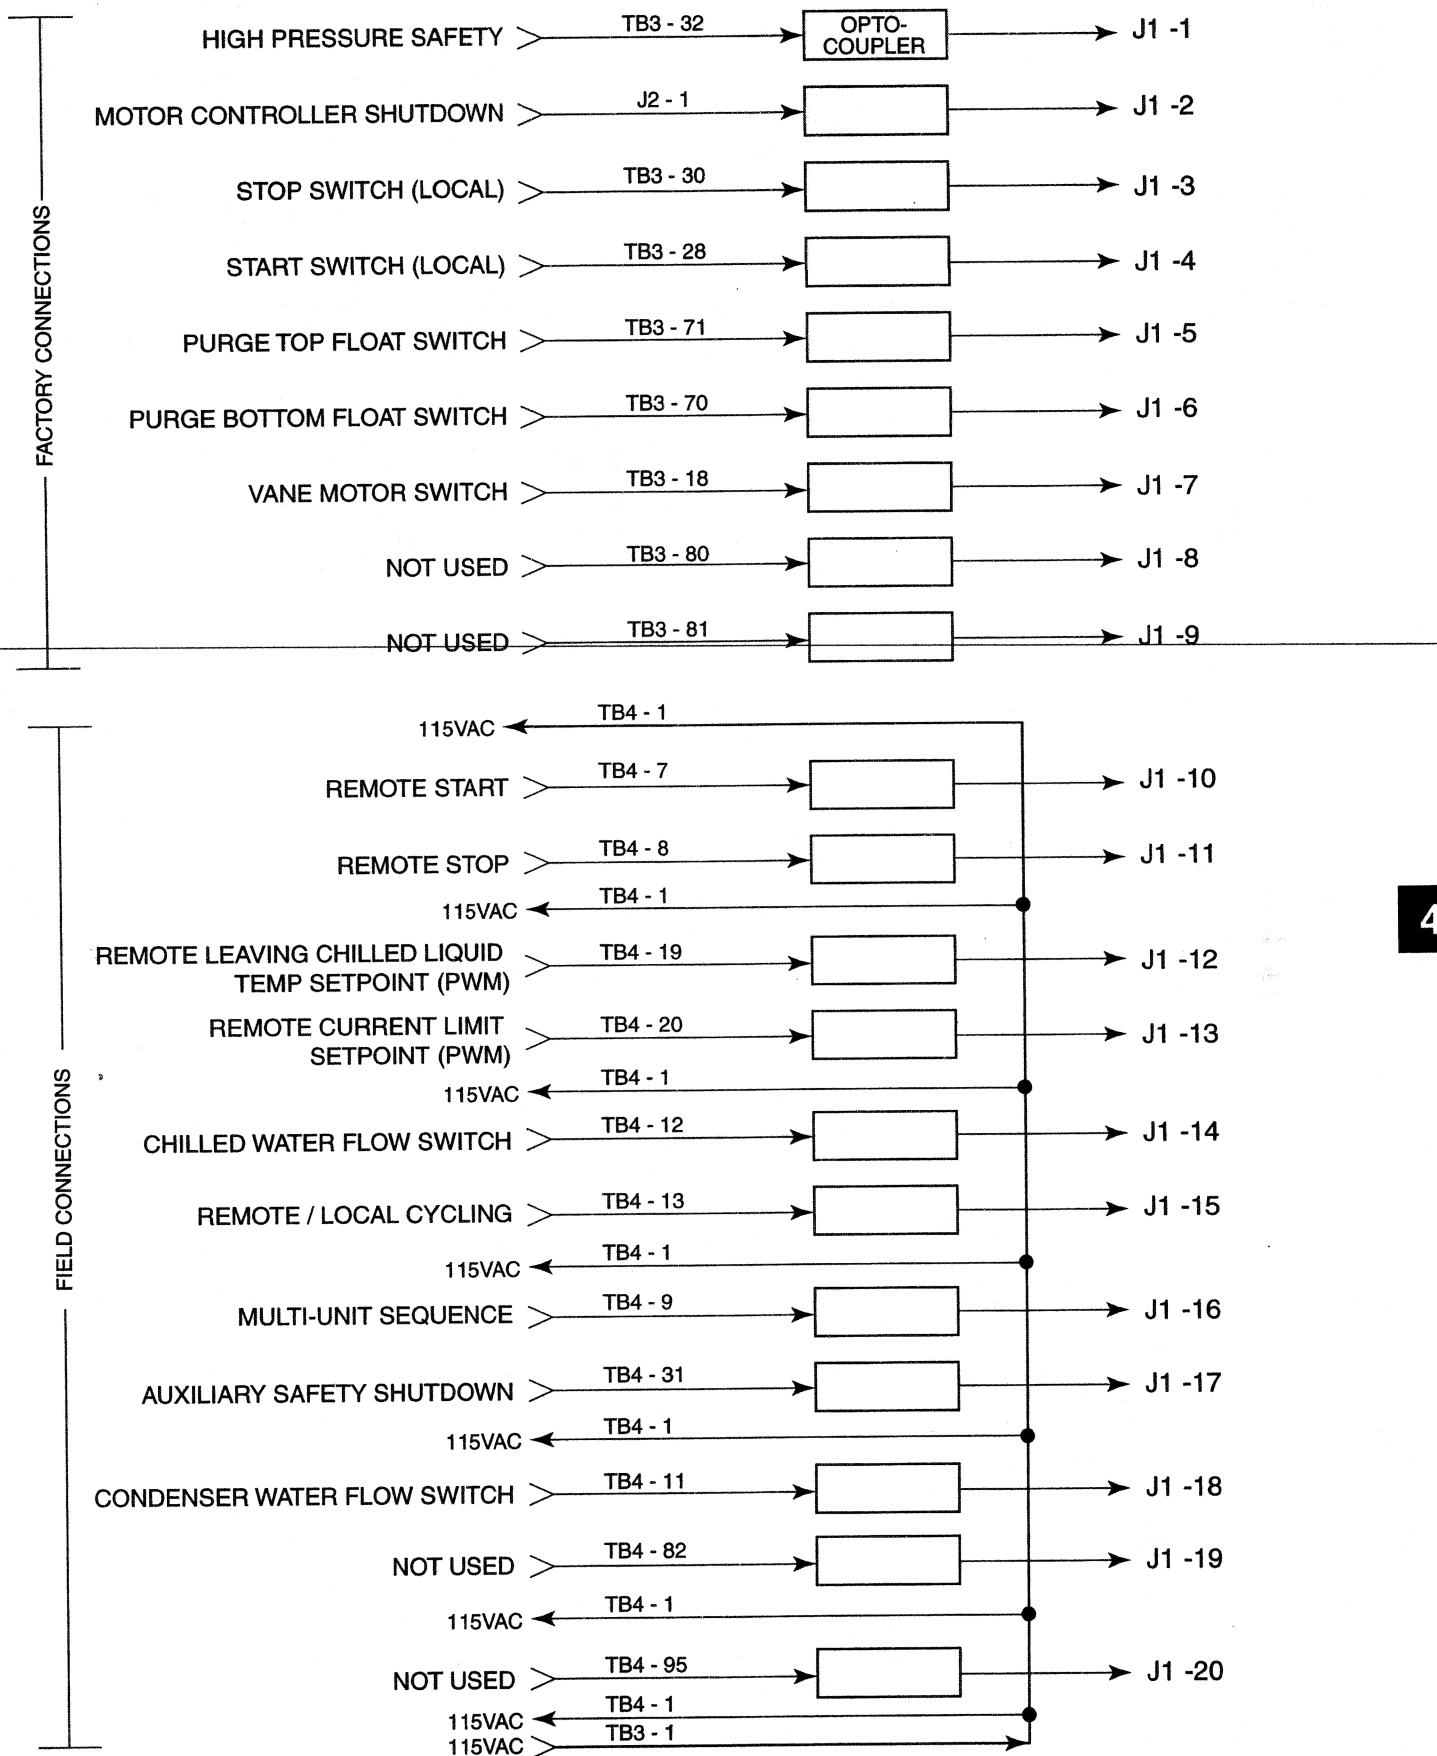 HIGH PRESSURE SAFETY TB3 - 32 OPTO-
COUPLER J1 -1
MOTOR CONTROLLER SHUTDOWN J2 - 1 J1 -2
STOP SWITCH (LOCAL) TB3 - 30 J1 -3
START SWITCH (LOCAL) TB3 - 28 J1 -4
PURGE TOP FLOAT SWITCH TB3 - 71 J1 -5
PURGE BOTTOM FLOAT SWITCH TB3 - 70 J1 -6
VANE MOTOR SWITCH TB3 - 18 J1 -7
NOT USED TB3 - 80 J1 -8
NOT USED TB3 - 81 J1 -9
FACTORY CONNECTIONS
115VAC TB4 - 1
REMOTE START TB4 - 7 J1 -10
REMOTE STOP TB4 - 8 J1 -11
115VAC TB4 - 1
4
REMOTE LEAVING CHILLED LIQUID
TEMP SETPOINT (PWM) TB4 - 19 J1 -12
REMOTE CURRENT LIMIT
SETPOINT (PWM) TB4 - 20 J1 -13
115VAC TB4 - 1
CHILLED WATER FLOW SWITCH TB4 - 12 J1 -14
REMOTE / LOCAL CYCLING TB4 - 13 J1 -15
115VAC TB4 - 1
MULTI-UNIT SEQUENCE TB4 - 9 J1 -16
AUXILIARY SAFETY SHUTDOWN TB4 - 31 J1 -17
115VAC TB4 - 1
CONDENSER WATER FLOW SWITCH TB4 - 11 J1 -18
NOT USED TB4 - 82 J1 -19
115VAC TB4 - 1
NOT USED TB4 - 95 J1 -20
115VAC TB4 - 1
115VAC TB3 - 1
FIELD CONNECTIONS